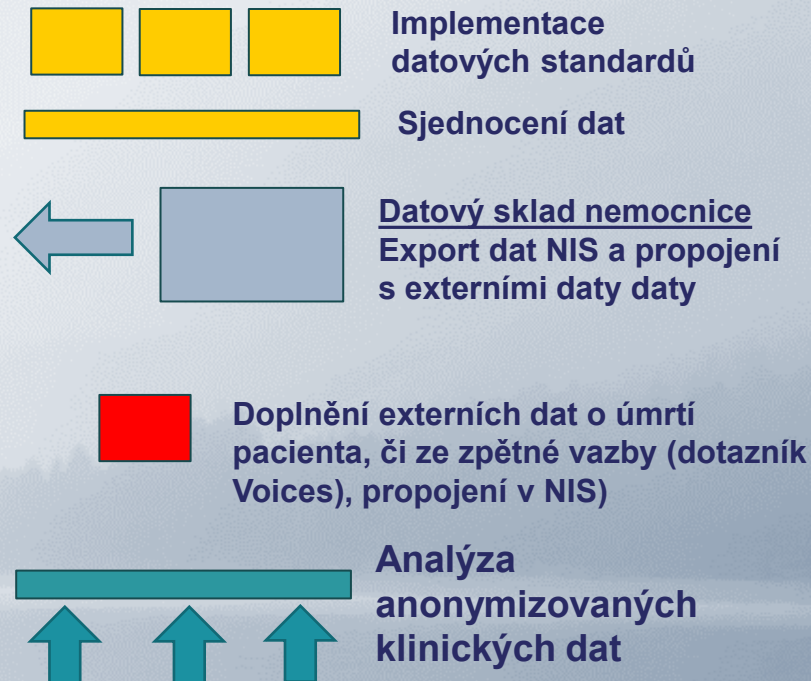 Implementace
datových standardů
Sjednocení dat
Datový sklad nemocnice
Export dat NIS a propojení
s externími daty daty
Doplnění externích dat o úmrtí
pacienta, či ze zpětné vazby (dotazník
Voices), propojení v NIS)
Analýza
anonymizovaných
klinických dat